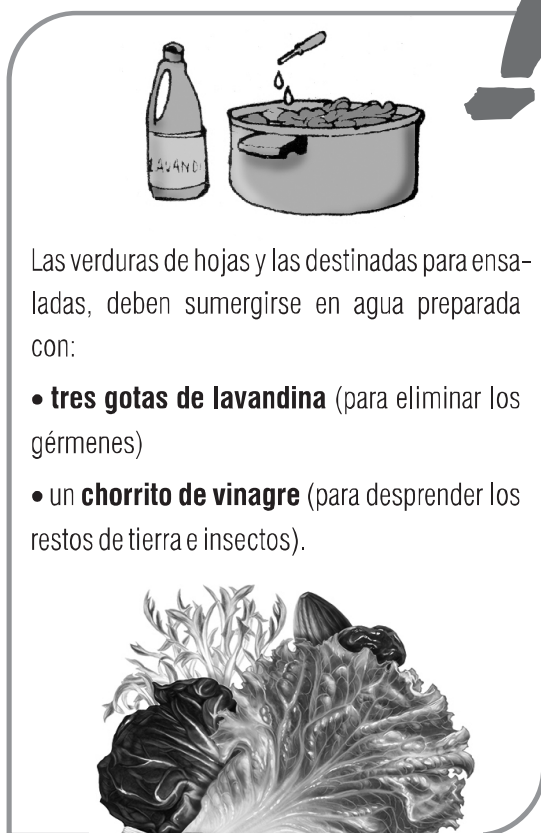 LAVANDI
Las verduras de hojas y las destinadas para ensa-
ladas, deben sumergirse en agua preparada
con:
• tres gotas de lavandina (para eliminar los
gérmenes)
• un chorrito de vinagre (para desprender los
restos de tierra e insectos).